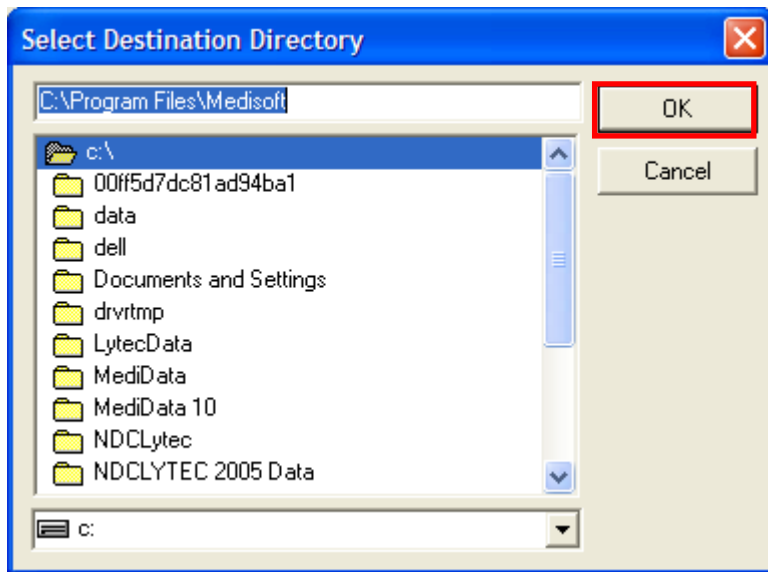 Select Destination Directory
C:\Program Files\Medisoft
OK
c:\
Cancel
00ff5d7dc81ad94ba1
data
dell
Documents and Settings
drvrtmp
LytecData
MediData
MediData 10
NDCLytec
NDCLYTEC 2005 Data
c: